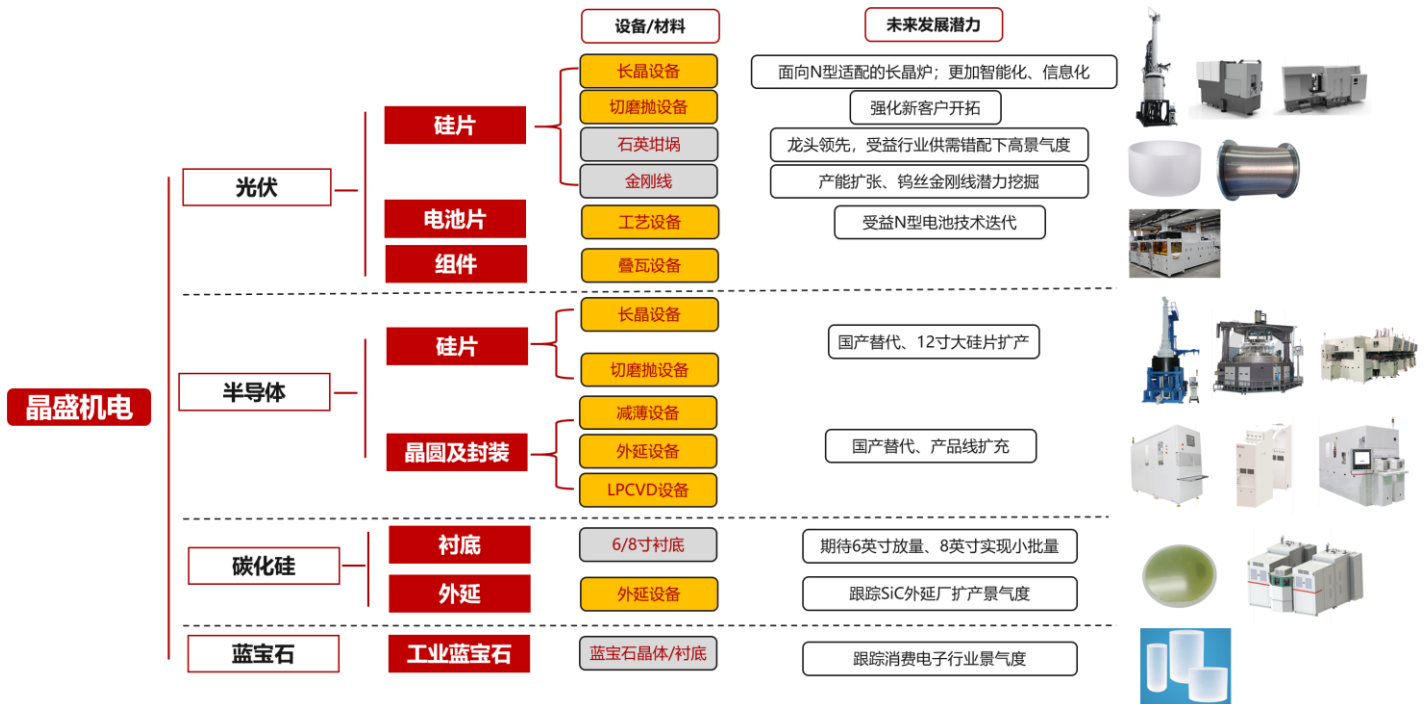 设备/材料
未来发展潜力
晶盛机电
光伏
硅片
长晶设备
面向N型适配的长晶炉；更加智能化、信息化
切磨抛设备
强化新客户开拓
石英坩埚
龙头领先，受益行业供需错配下高景气度
金刚线
产能扩张、钨丝金刚线潜力挖掘
电池片
工艺设备
受益N型电池技术迭代
组件
叠瓦设备
半导体
硅片
长晶设备
切磨抛设备
国产替代、12寸大硅片扩产
晶圆及封装
减薄设备
外延设备
LPCVD设备
国产替代、产品线扩充
碳化硅
衬底
6/8寸衬底
期待6英寸放量、8英寸实现小批量
外延
外延设备
跟踪SiC外延厂扩产景气度
蓝宝石
工业蓝宝石
蓝宝石晶体/衬底
跟踪消费电子行业景气度